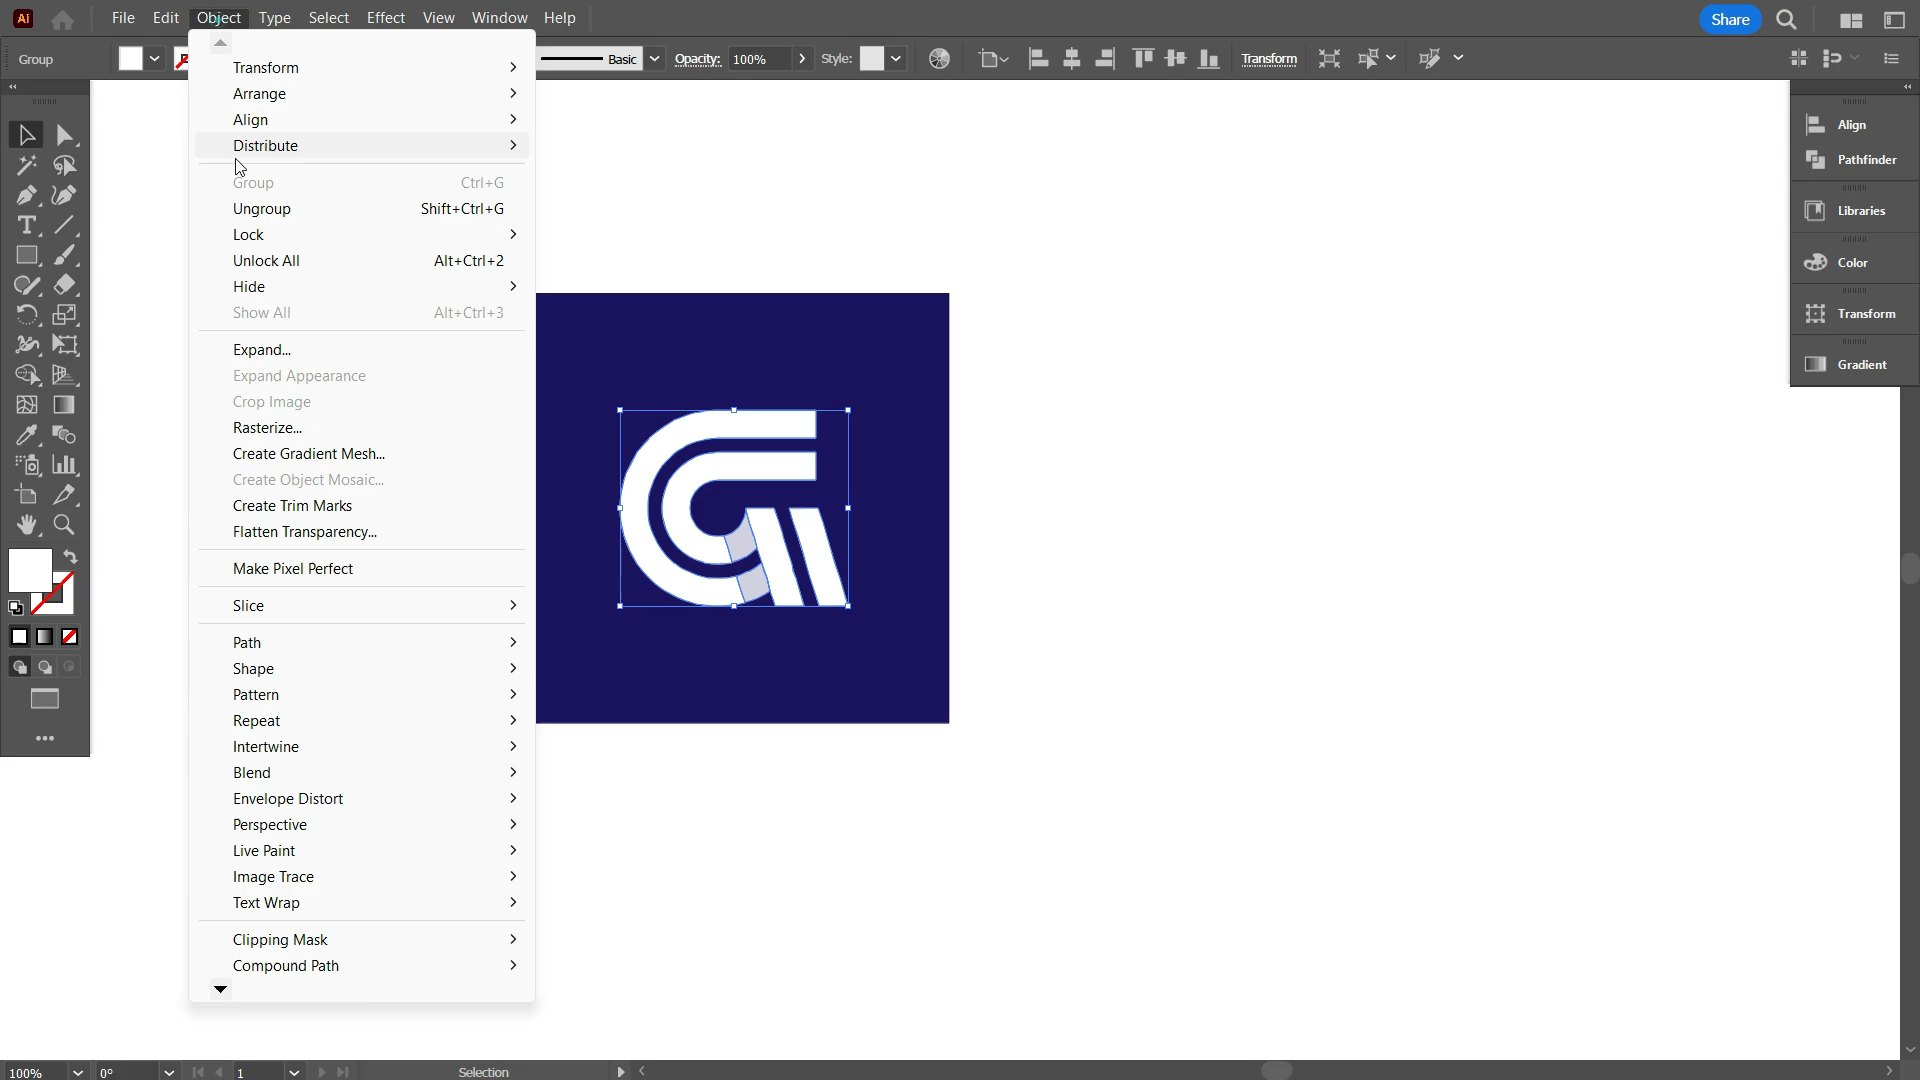 Ai File Edit Object Type Select Effect View Window Help Share
Group Basic Opacity: 100% Style: Transform
Transform
Arrange
Align
Distribute
Group Ctrl+G
Ungroup Shift+Ctrl+G
Lock
Unlock All Alt+Ctrl+2
Hide
Show All Alt+Ctrl+3
Expand...
Expand Appearance
Crop Image
Rasterize...
Create Gradient Mesh...
Create Object Mosaic...
Create Trim Marks
Flatten Transparency...
Make Pixel Perfect
Slice
Path
Shape
Pattern
Repeat
Intertwine
Blend
Envelope Distort
Perspective
Live Paint
Image Trace
Text Wrap
Clipping Mask
Compound Path
Align
Pathfinder
Libraries
Color
Transform
Gradient
100% 0° 1 Selection